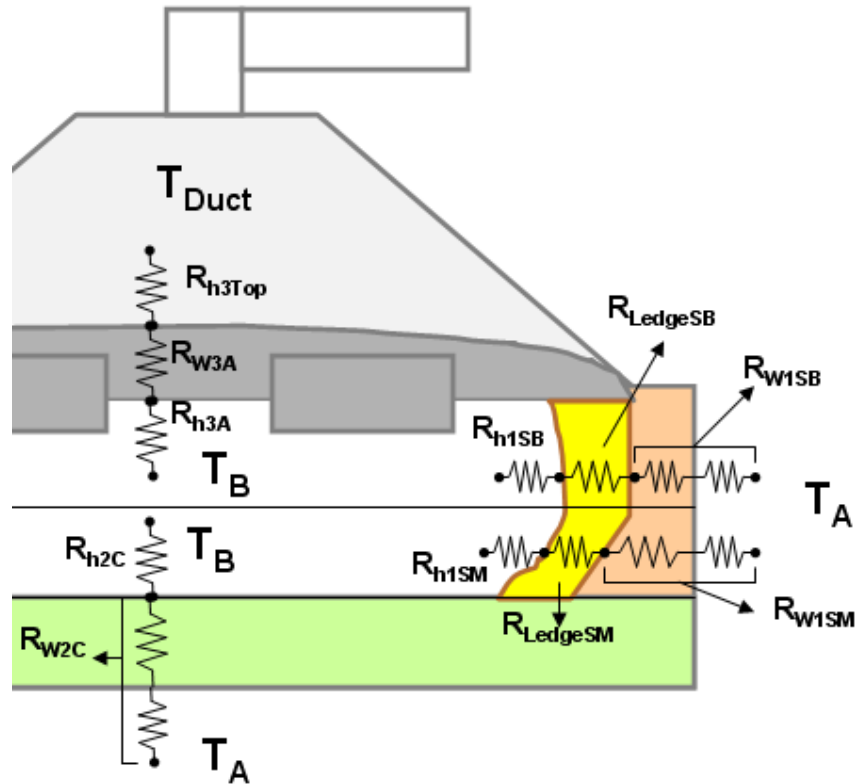 TDuct
Rh3Top
RLedgeSB
RW3A
RW1SB
Rh3A
Rh1SB
TB
TA
TB
Rh2C
Rh1SM
RW1SM
RLedgeSM
RW2C
TA